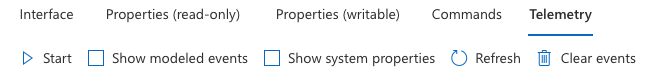 Interface Properties (read-only) Properties (writable) Commands Telemetry
Start Show modeled events Show system properties Refresh Clear events